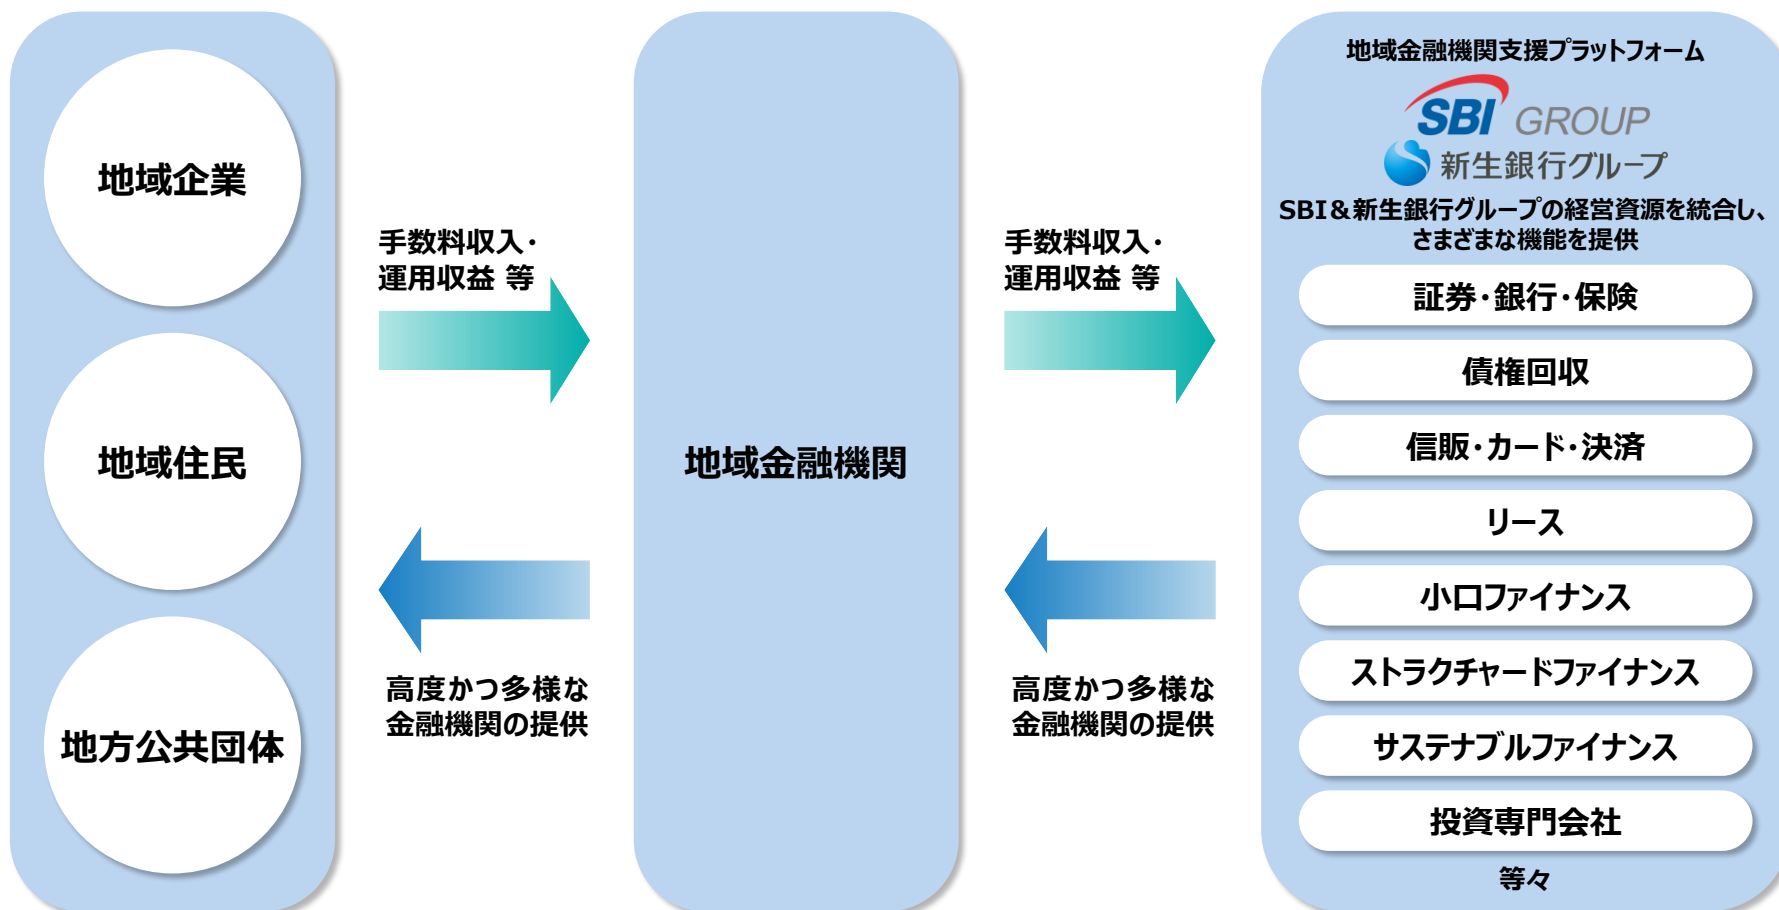 地域企業
地域住民
地方公共団体
手数料収入・
運用収益 等
高度かつ多様な
金融機関の提供
地域金融機関
手数料収入・
運用収益 等
高度かつ多様な
金融機関の提供
地域金融機関支援プラットフォーム
SBI GROUP
新生銀行グループ
SBI＆新生銀行グループの経営資源を統合し、
さまざまな機能を提供
証券・銀行・保険
債権回収
信販・カード・決済
リース
小口ファイナンス
ストラクチャードファイナンス
サステナブルファイナンス
投資専門会社
等々